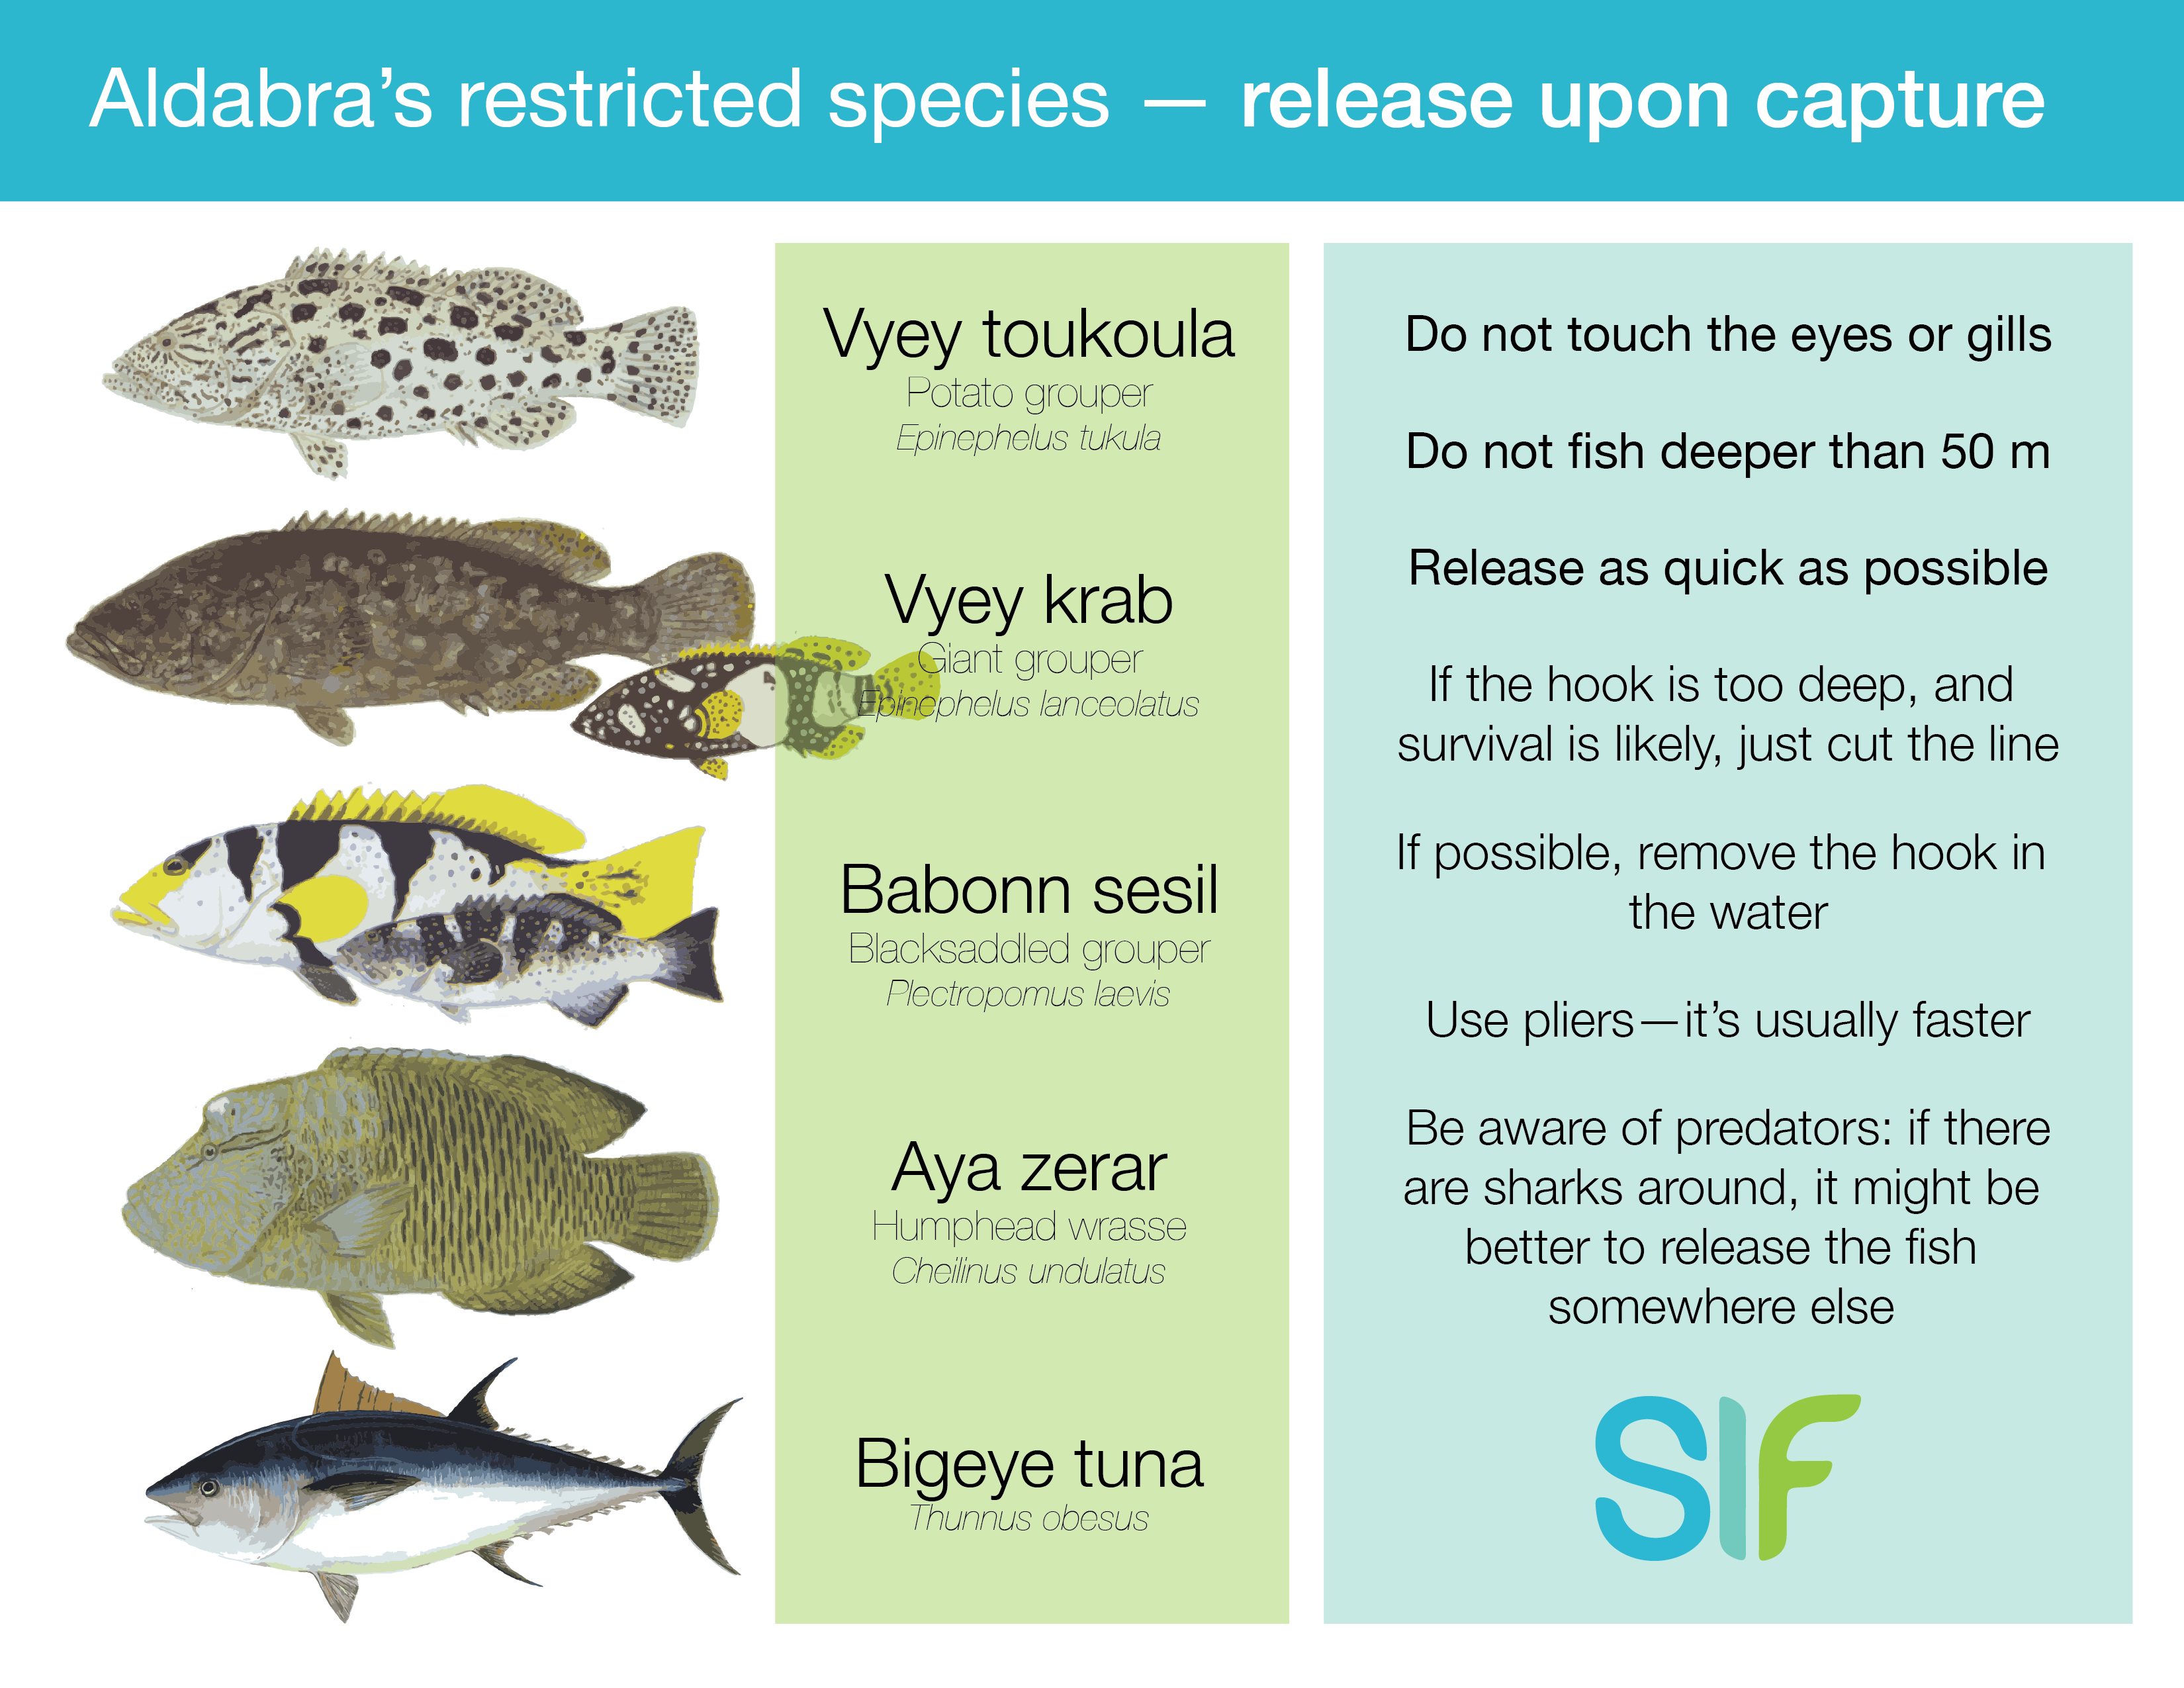 Aldabra’s restricted species — release upon capture
Vyey toukoula
Potato grouper
Epinephelus tukula
Vyey krab
Giant grouper
Epinephelus lanceolatus
Babonn sesil
Blacksaddled grouper
Plectropomus laevis
Aya zerar
Humphead wrasse
Cheilinus undulatus
Bigeye tuna
Thunnus obesus
Do not touch the eyes or gills
Do not fish deeper than 50 m
Release as quick as possible
If the hook is too deep, and
survival is likely, just cut the line
If possible, remove the hook in
the water
Use pliers—it’s usually faster
Be aware of predators: if there
are sharks around, it might be
better to release the fish
somewhere else
SIF